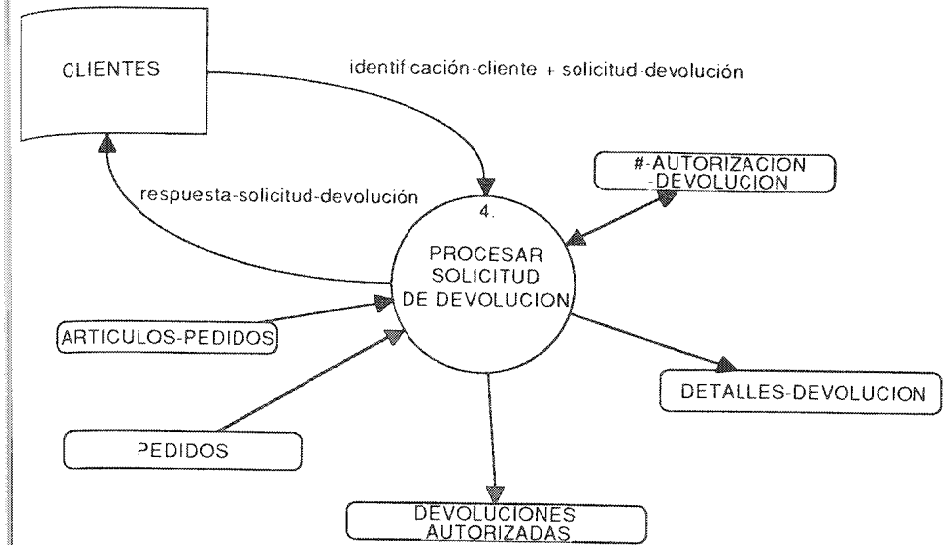 CLIENTES
identificación-cliente + solicitud-devolución
#-AUTORIZACION
-DEVOLUCION
respuesta-solicitud-devolución
4.
PROCESAR
SOLICITUD
DE DEVOLUCION
ARTICULOS-PEDIDOS
DETALLES-DEVOLUCION
PEDIDOS
DEVOLUCIONES
AUTORIZADAS